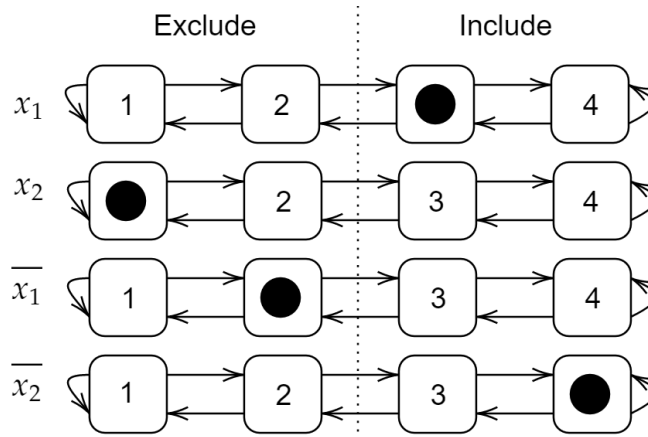 Exclude Include
x₁ 1 2 4
x₂ 2 3 4
x̅₁ 1 3 4
x̅₂ 1 2 3